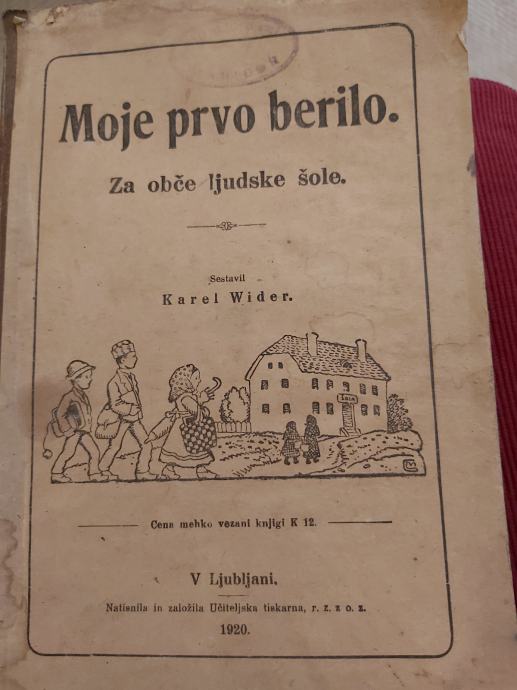 Moje prvo berilo.
Za obče ljudske šole.
Sestavil
Karel Wider.
Cena mehko vezani knjigi K 12.
V Ljubljani.
Natisnila in založila Učiteljska tiskarna, r. z. z o. z.
1920.